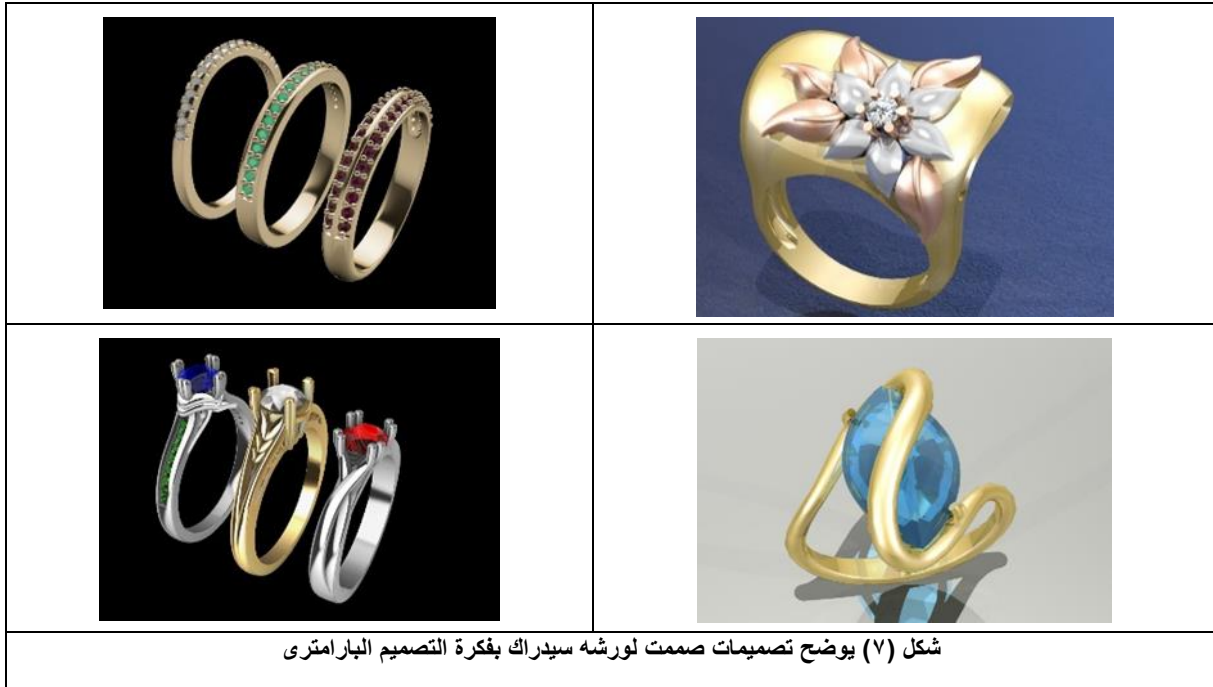 شكل (٧) يوضح تصميمات صممت لورشه سيدراك بفكرة التصميم البارامترى